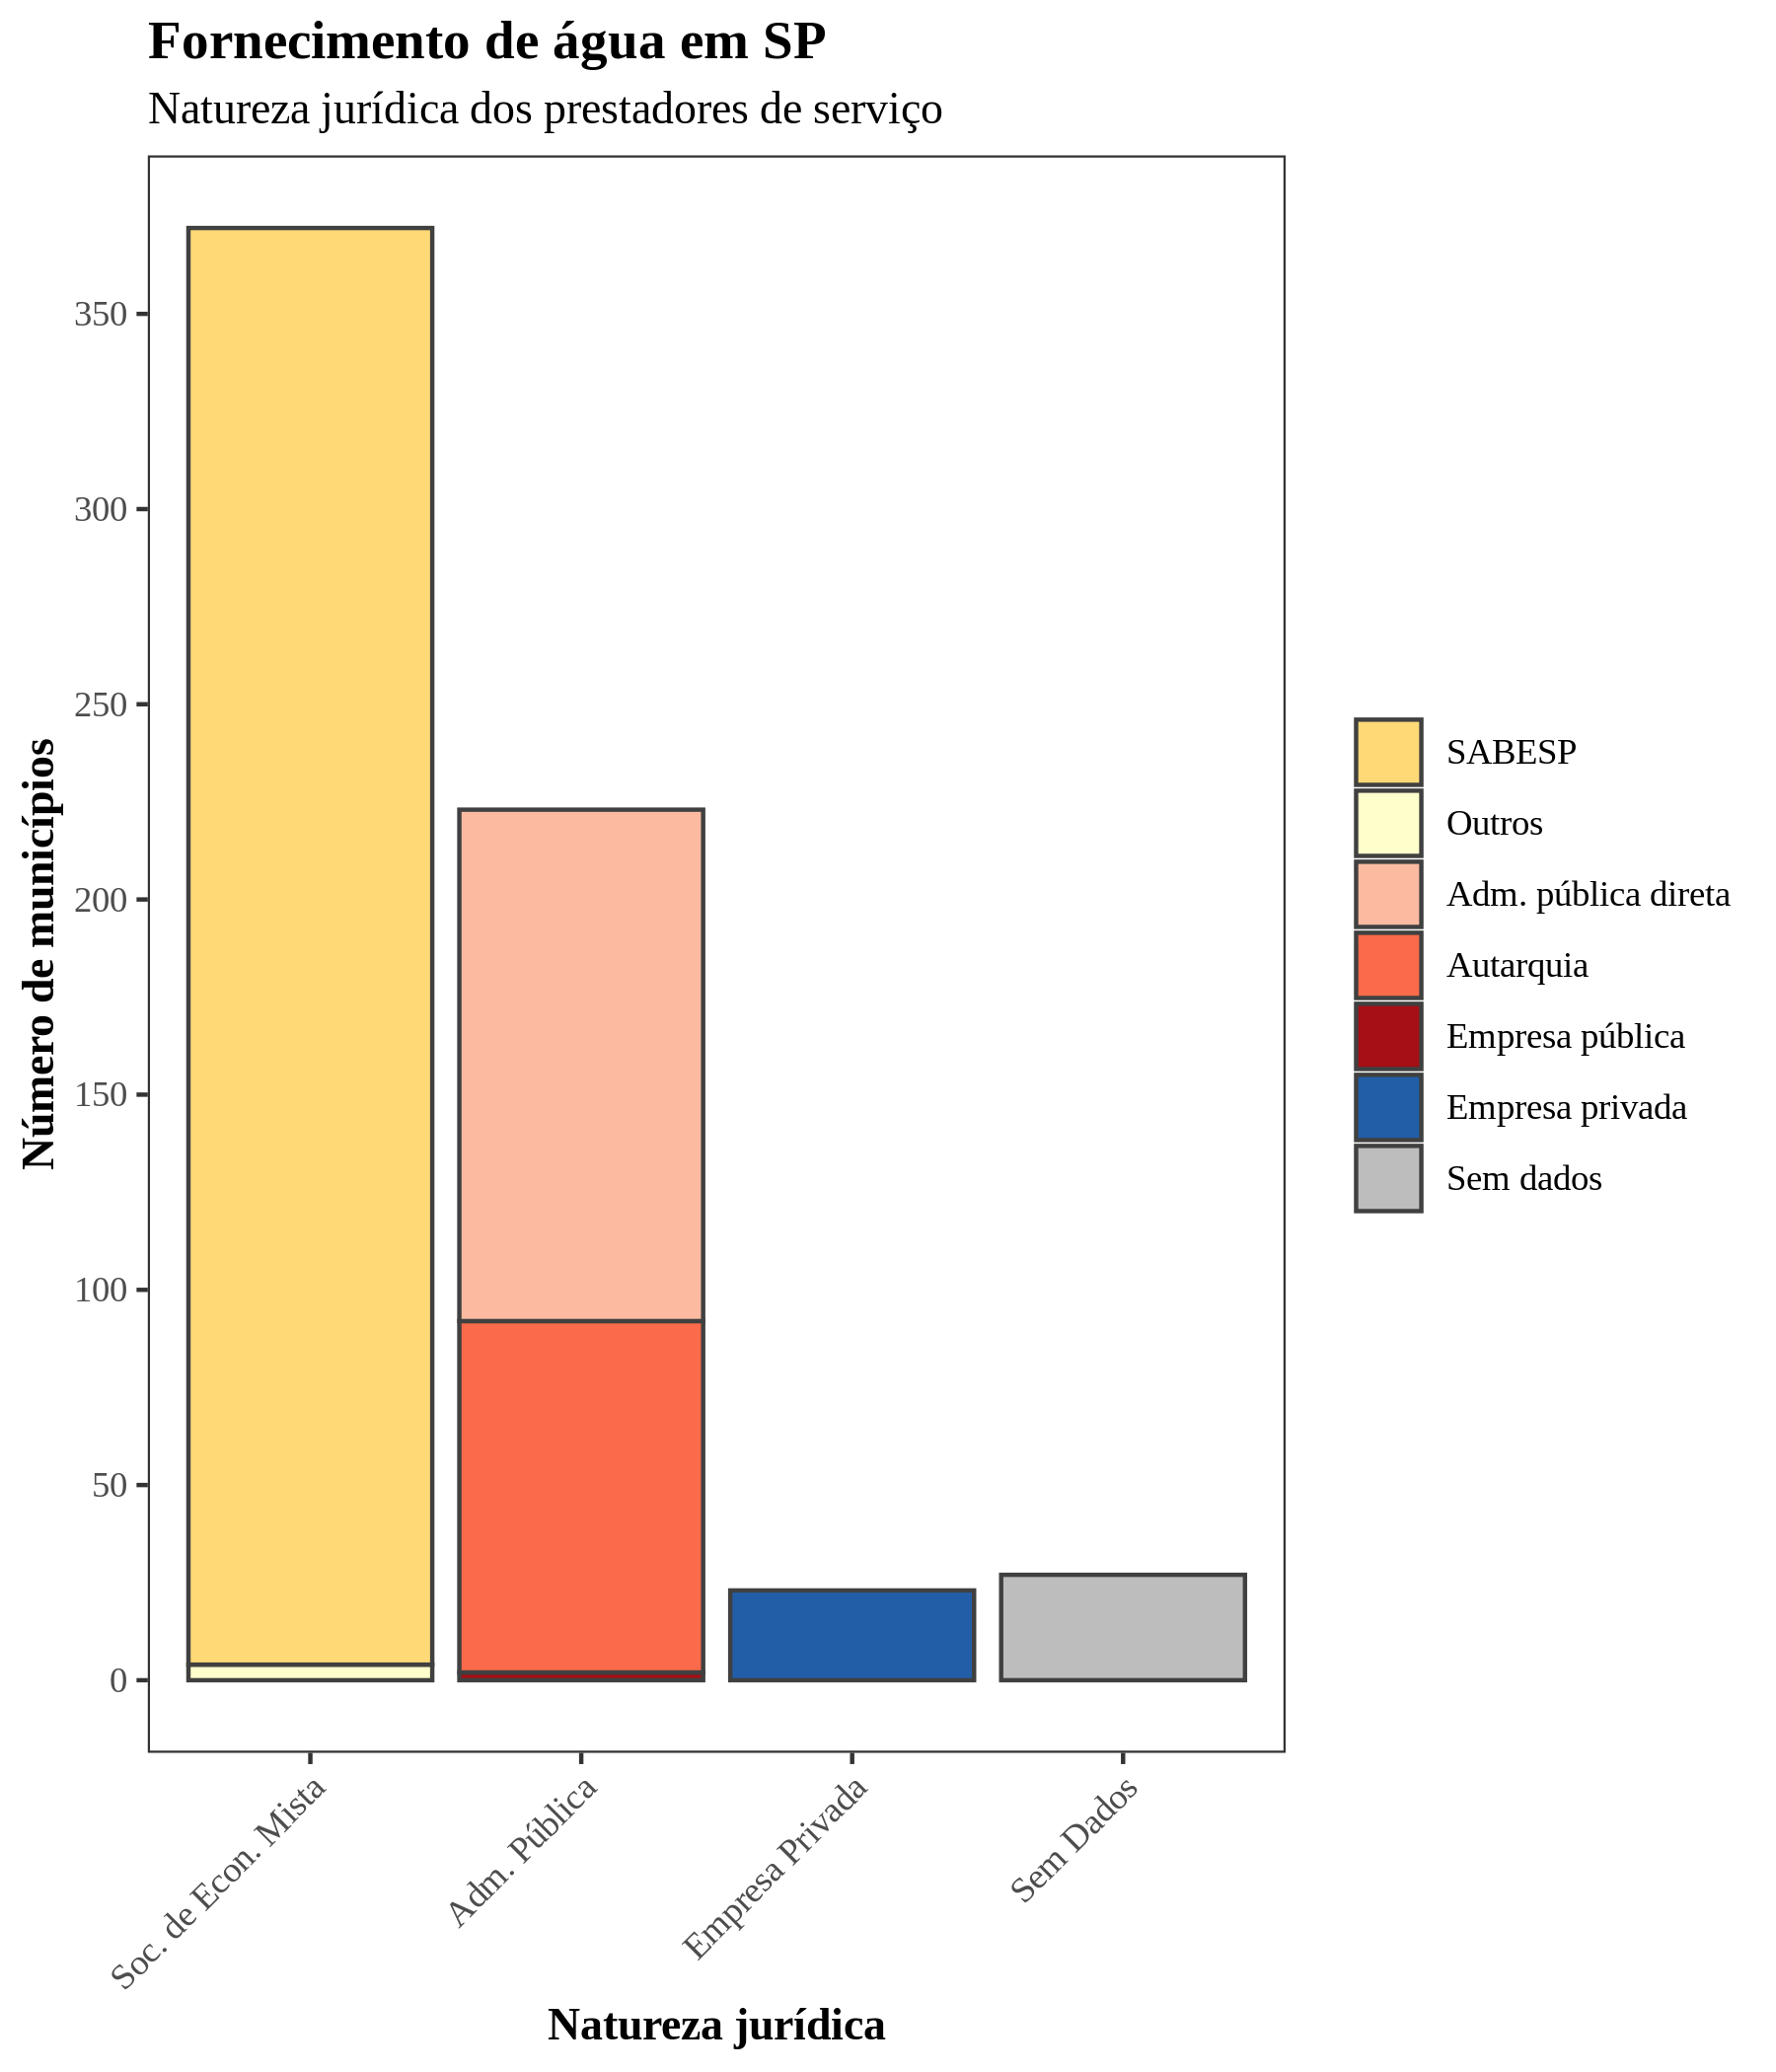 Fornecimento de água em SP
Natureza jurídica dos prestadores de serviço
Número de municípios
350
300
250
200
150
100
50
0
Soc. de Econ. Mista
Adm. Pública
Empresa Privada
Sem Dados
Natureza jurídica
SABESP
Outros
Adm. pública direta
Autarquia
Empresa pública
Empresa privada
Sem dados